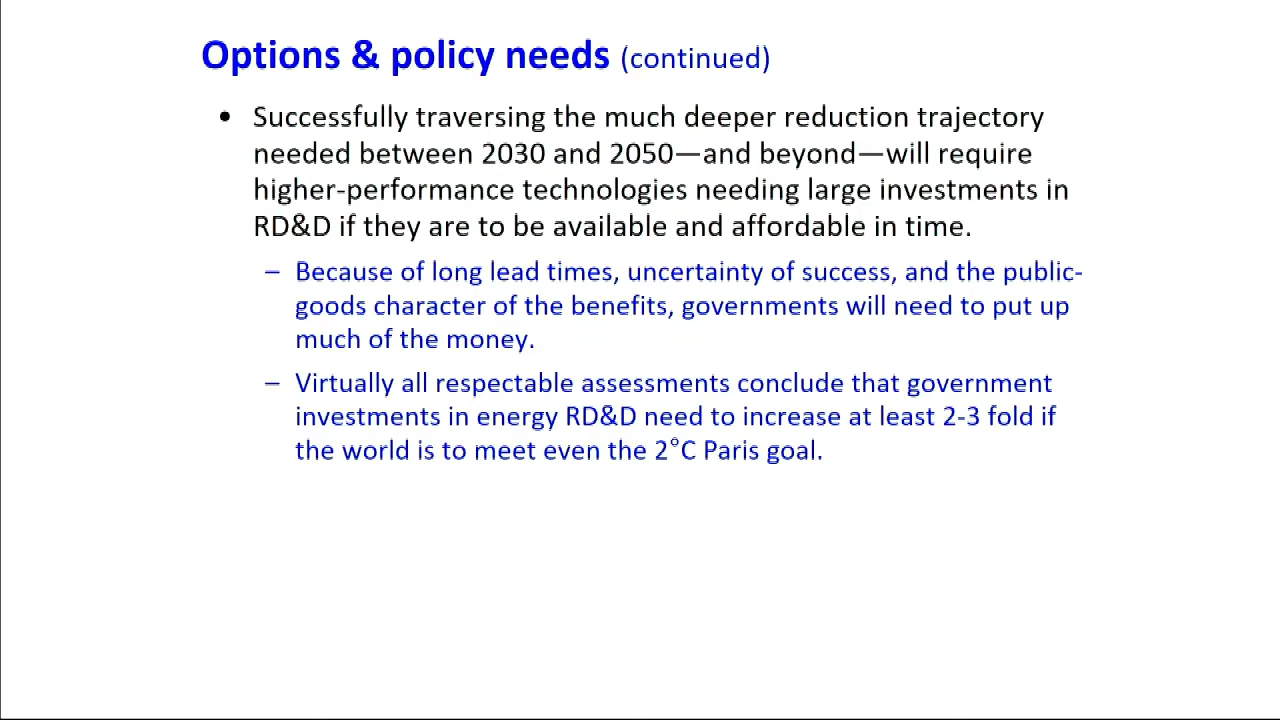 Options & policy needs (continued)
• Successfully traversing the much deeper reduction trajectory
needed between 2030 and 2050—and beyond—will require
higher-performance technologies needing large investments in
RD&D if they are to be available and affordable in time.
– Because of long lead times, uncertainty of success, and the public-
goods character of the benefits, governments will need to put up
much of the money.
– Virtually all respectable assessments conclude that government
investments in energy RD&D need to increase at least 2-3 fold if
the world is to meet even the 2°C Paris goal.